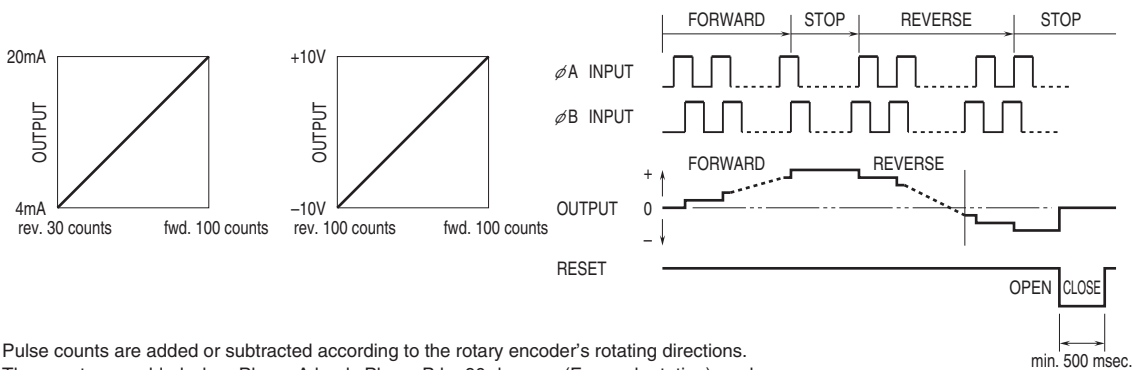 20mA
OUTPUT
4mA
rev. 30 counts
fwd. 100 counts
+10V
OUTPUT
–10V
rev. 100 counts
fwd. 100 counts
FORWARD
STOP
REVERSE
STOP
øA INPUT
øB INPUT
FORWARD
REVERSE
+
OUTPUT 0
–
RESET
OPEN
CLOSE
min. 500 msec.
Pulse counts are added or subtracted according to the rotary encoder's rotating directions.